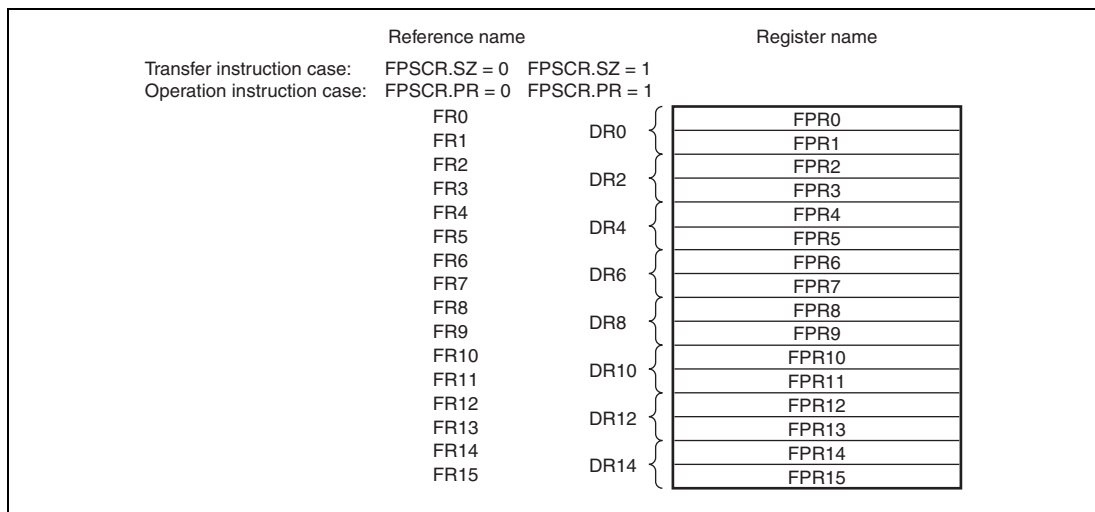 Reference name Register name
Transfer instruction case: FPSCR.SZ = 0 FPSCR.SZ = 1
Operation instruction case: FPSCR.PR = 0 FPSCR.PR = 1
FR0 DR0 FPR0
FR1 FPR1
FR2 DR2 FPR2
FR3 FPR3
FR4 DR4 FPR4
FR5 FPR5
FR6 DR6 FPR6
FR7 FPR7
FR8 DR8 FPR8
FR9 FPR9
FR10 DR10 FPR10
FR11 FPR11
FR12 DR12 FPR12
FR13 FPR13
FR14 DR14 FPR14
FR15 FPR15